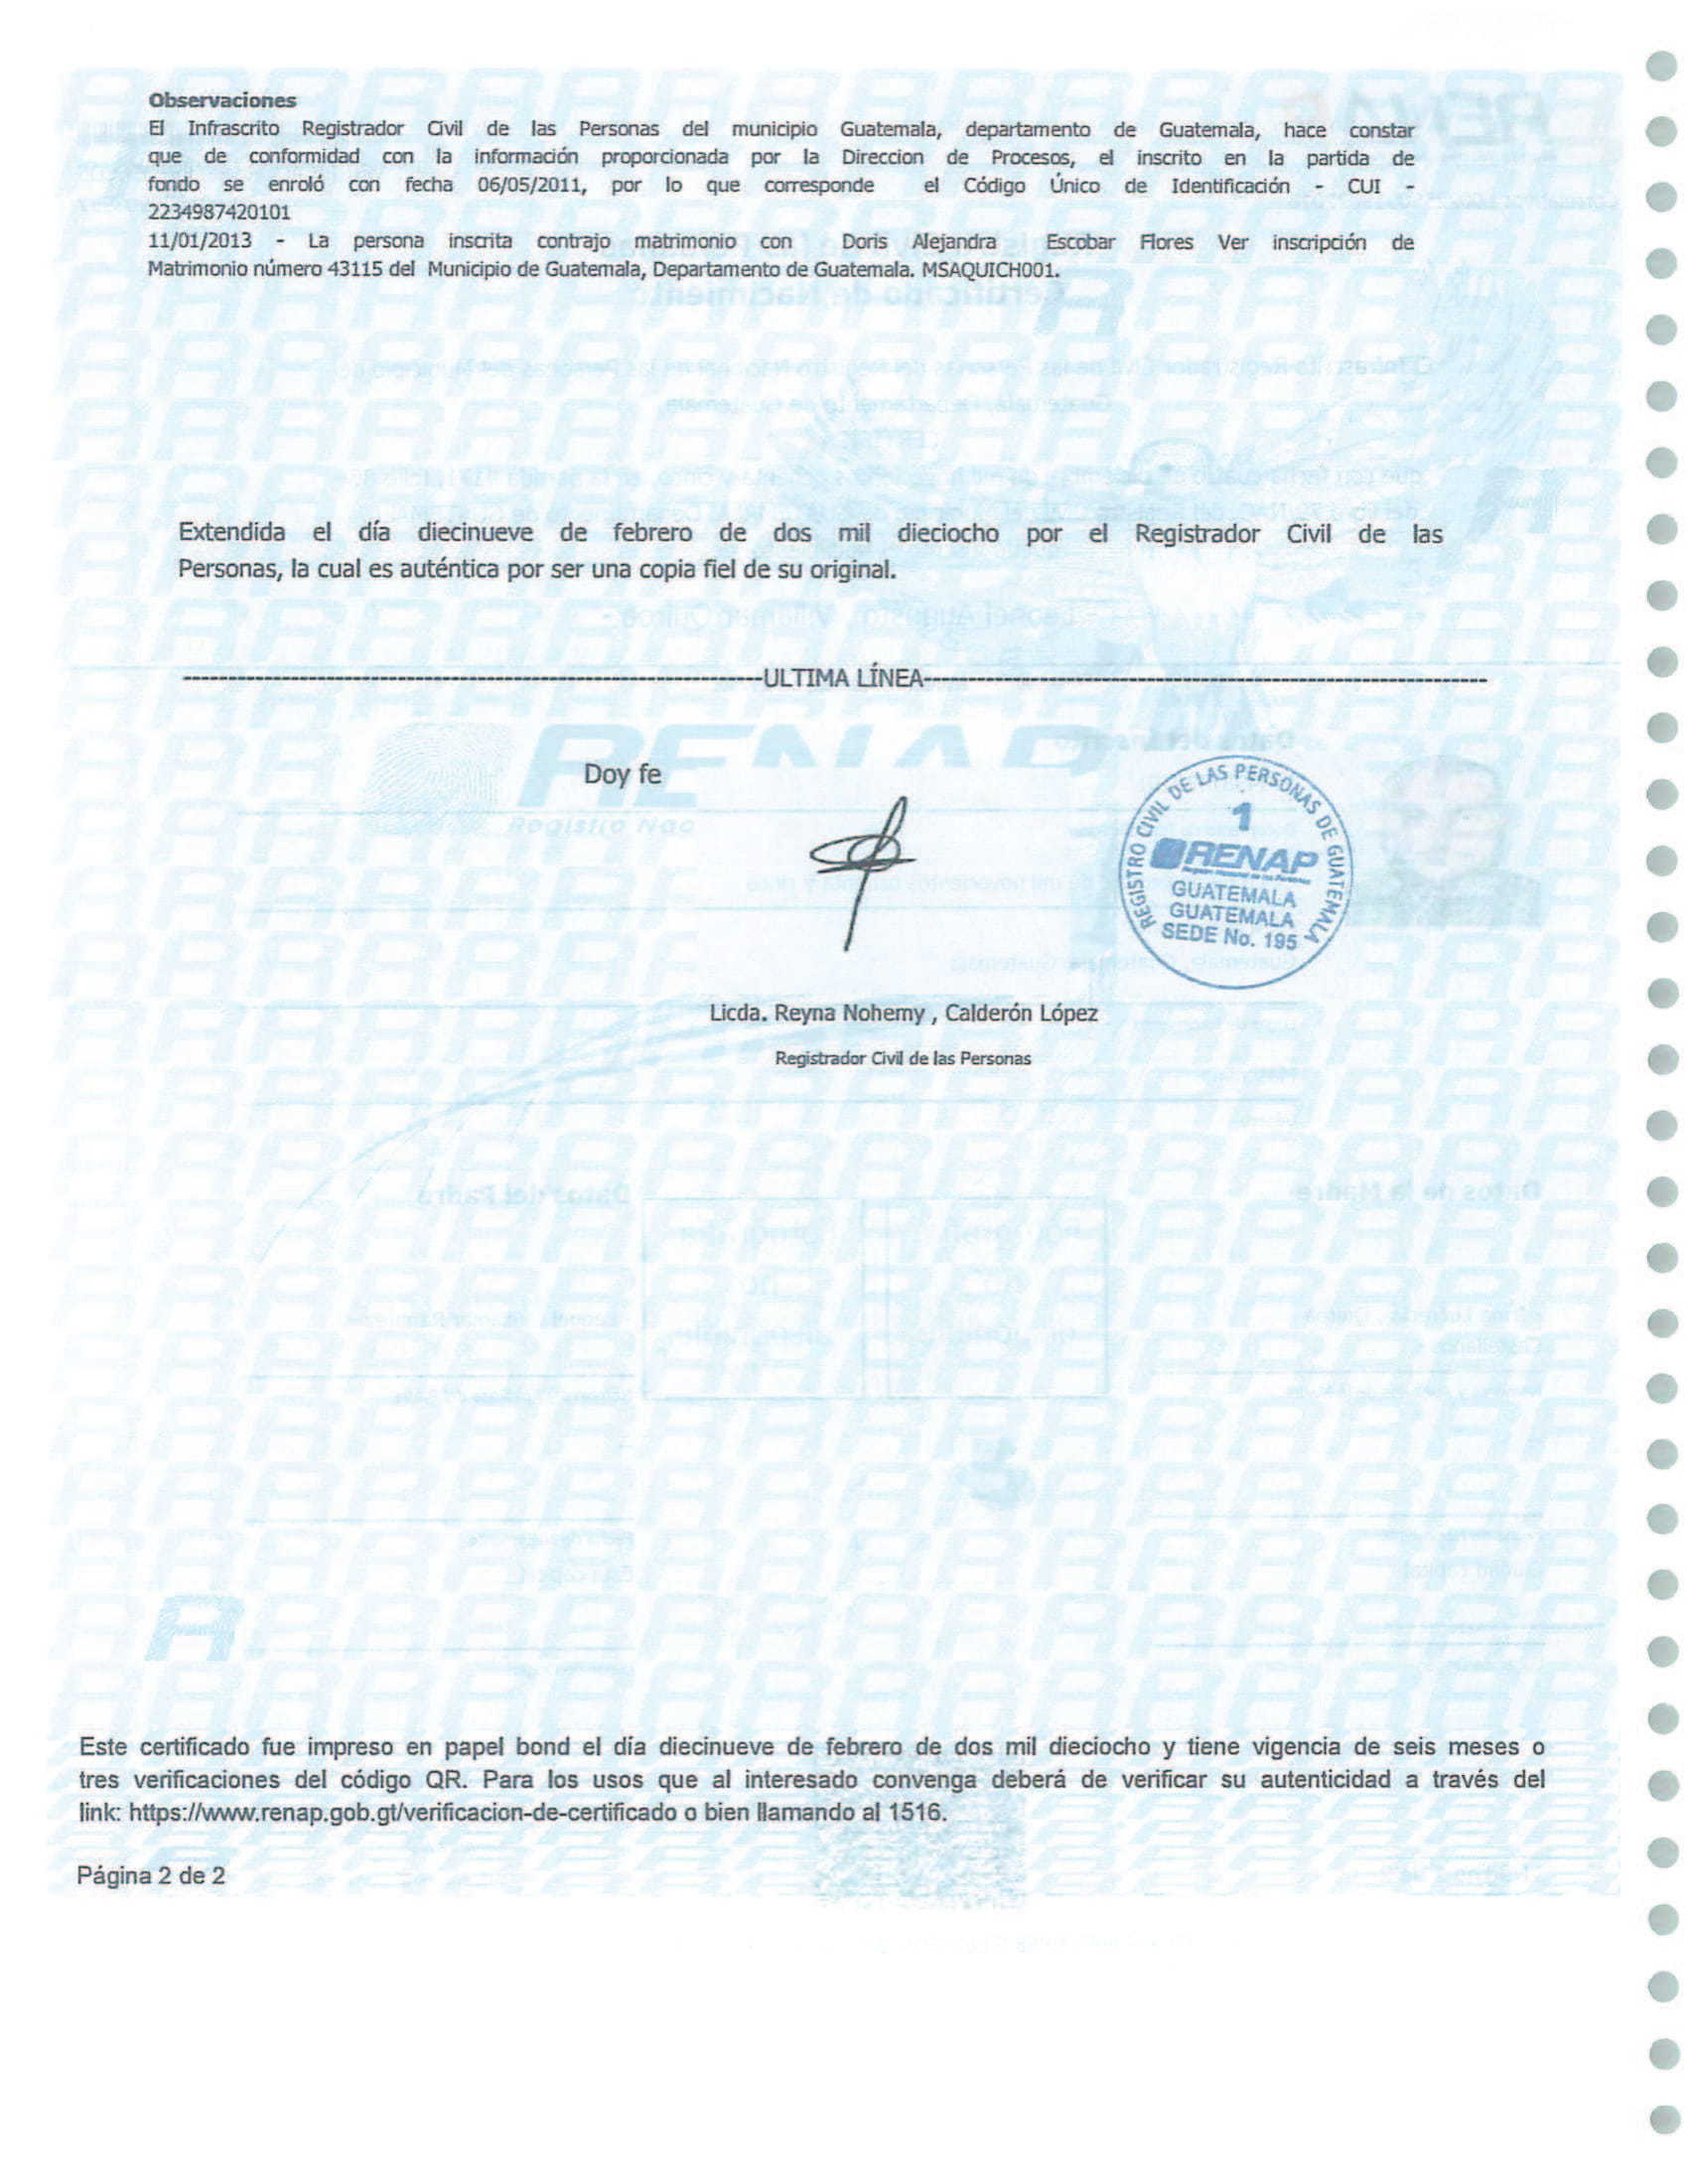 Observaciones
El Infrascrito Registrador Civil de las Personas del municipio Guatemala, departamento de Guatemala, hace constar
que de conformidad con la información proporcionada por la Direccion de Procesos, el inscrito en la partida de
fondo se enroló con fecha 06/05/2011, por lo que corresponde el Código Único de Identificación - CUI -
2234987420101
11/01/2013 - La persona inscrita contrajo matrimonio con Doris Alejandra Escobar Flores Ver inscripción de
Matrimonio número 43115 del Municipio de Guatemala, Departamento de Guatemala. MSAQUICH001.
Extendida el día diecinueve de febrero de dos mil dieciocho por el Registrador Civil de las
Personas, la cual es auténtica por ser una copia fiel de su original.
ULTIMA LÍNEA
RENAP
Registro Nac
Doy fe
REGISTRO CIVIL DE LAS PERSONAS DE GUATEMALA
1
RENAP
GUATEMALA
GUATEMALA
SEDE No. 195
Licda. Reyna Nohemy , Calderón López
Registrador Civil de las Personas
Este certificado fue impreso en papel bond el día diecinueve de febrero de dos mil dieciocho y tiene vigencia de seis meses o
tres verificaciones del código QR. Para los usos que al interesado convenga deberá de verificar su autenticidad a través del
link: https://www.renap.gob.gt/verificacion-de-certificado o bien llamando al 1516.
Página 2 de 2